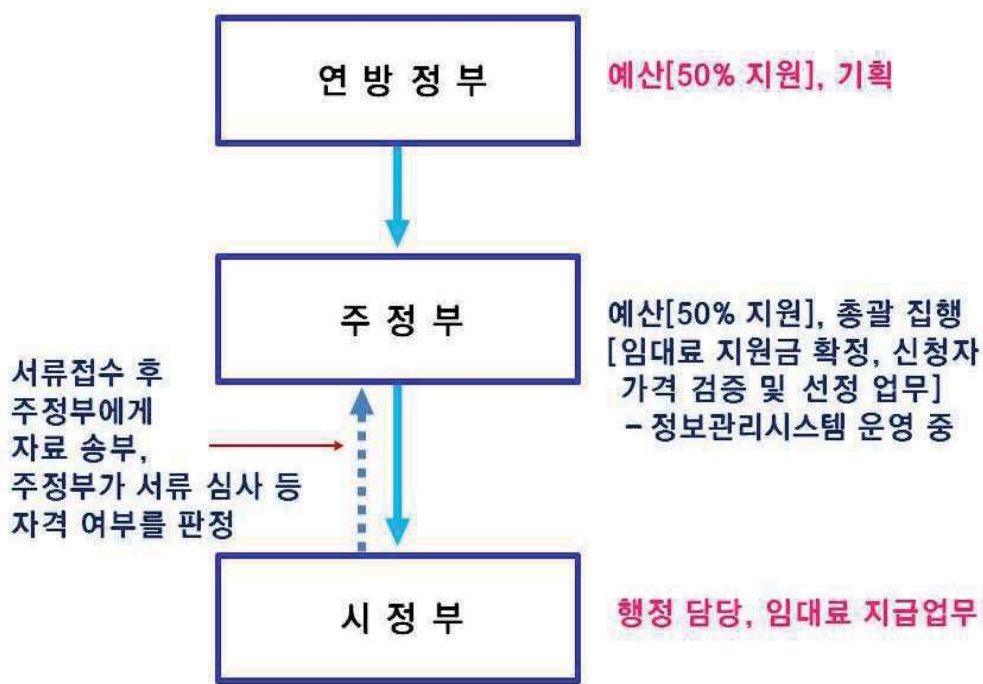 연 방 정 부
예산[50% 지원], 기획
주 정 부
예산[50% 지원], 총괄 집행
[임대료 지원금 확정, 신청자
가격 검증 및 선정 업무]
– 정보관리시스템 운영 중
서류접수 후
주정부에게
자료 송부,
주정부가 서류 심사 등
자격 여부를 판정
시 정 부
행정 담당, 임대료 지급업무